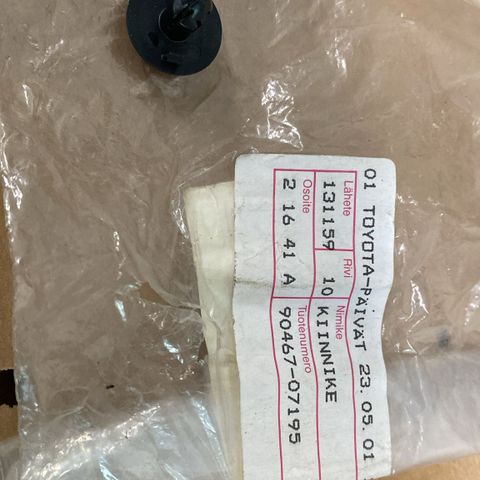 01 TOYOTA-PÄIVÄT 23.05.01
Lähete Rivi Nimike
131159 10 KIINNIKE
Osoite Tuotenumero
2 16 41 A 90467-07195